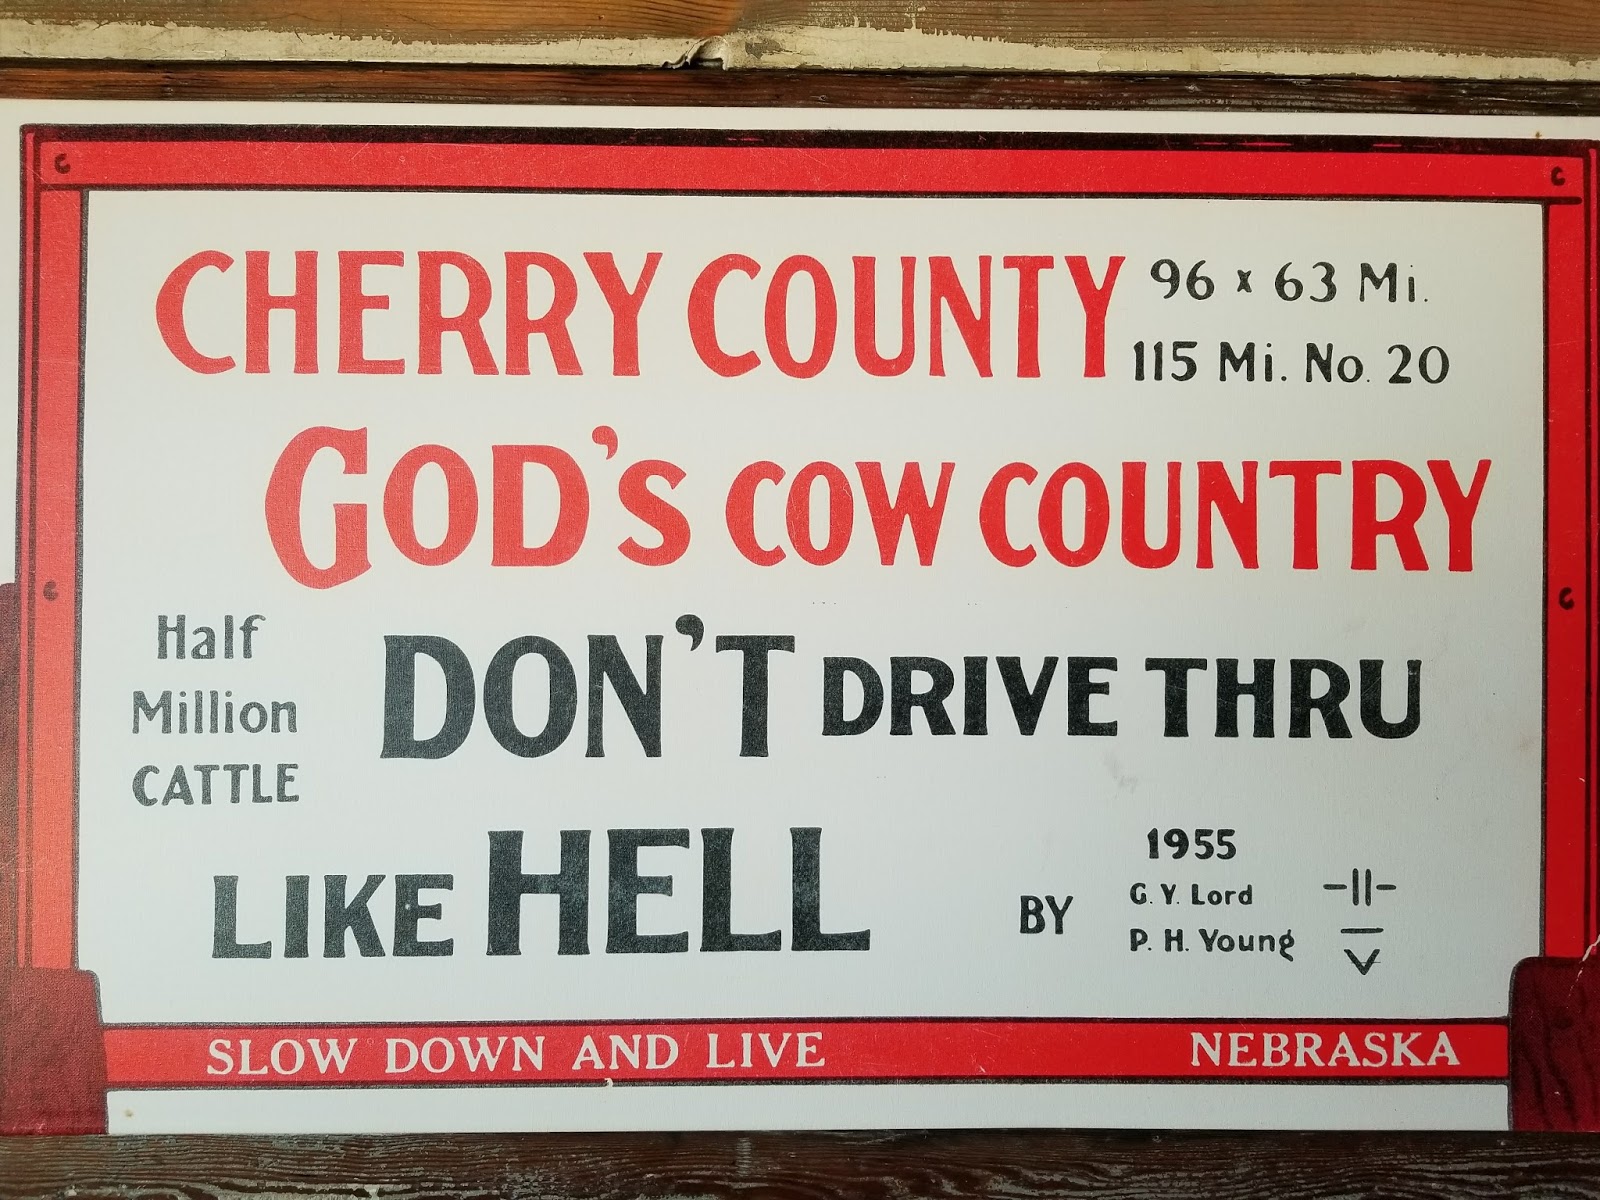 CHERRY COUNTY 96 x 63 Mi.
115 Mi. No. 20
GOD'S COW COUNTRY
Half
Million
CATTLE
DON'T DRIVE THRU
LIKE HELL
BY
1955
G. Y. Lord
P. H. Young
SLOW DOWN AND LIVE NEBRASKA